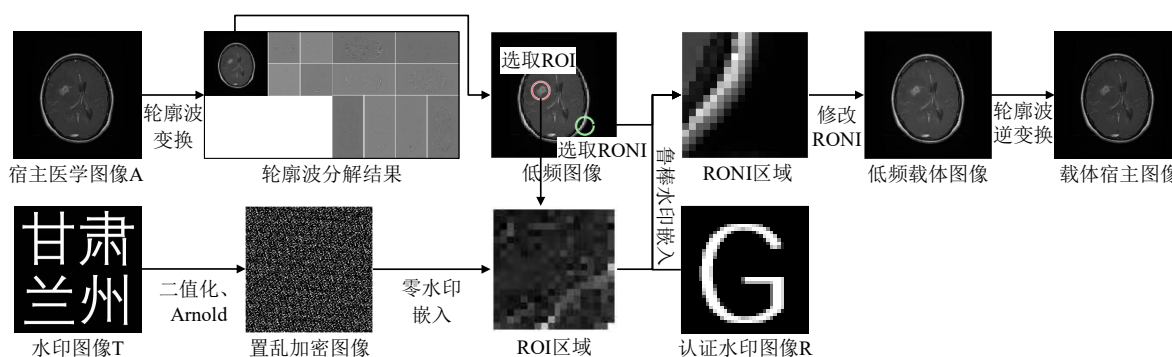 选取ROI
轮廓波
变换
选取RONI
修改
RONI
轮廓波
逆变换
宿主医学图像A
轮廓波分解结果
低频图像
RONI区域
低频载体图像
载体宿主图像
鲁棒水印嵌入
甘肃
兰州
二值化、
Arnold
零水印
嵌入
G
水印图像T
置乱加密图像
ROI区域
认证水印图像R